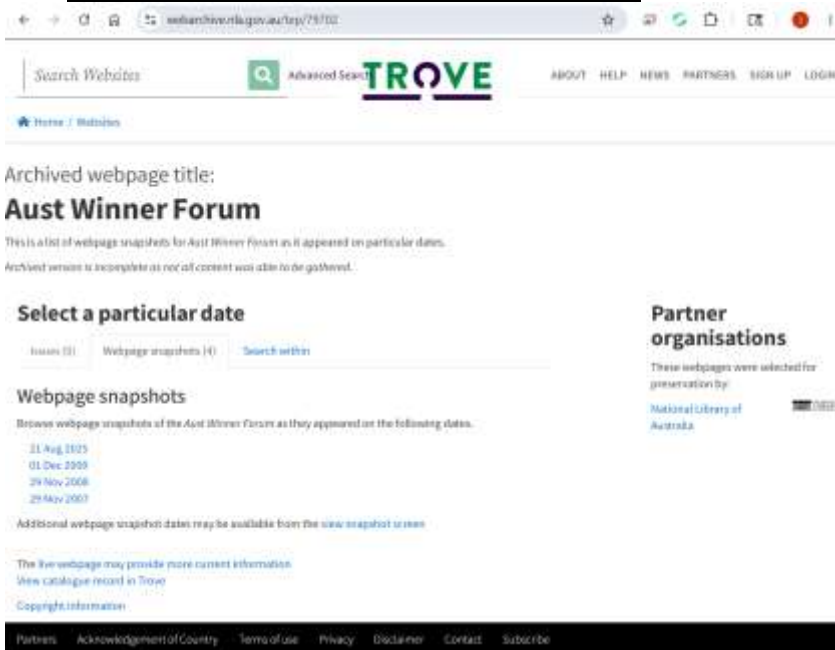 webarchive.nla.gov.au/tep/79702
Search Websites
Advanced Search
TROVE
ABOUT HELP NEWS PARTNERS SIGN UP LOGIN
Home / Websites
Archived webpage title:
Aust Winner Forum
This is a list of webpage snapshots for Aust Winner Forum as it appeared on particular dates.
Archived version is incomplete as not all content was able to be gathered.
Select a particular date
Issues (0) Webpage snapshots (4) Search within
Webpage snapshots
Browse webpage snapshots of the Aust Winner Forum as they appeared on the following dates.
21 Aug 2025
01 Dec 2009
29 Nov 2008
29 Nov 2007
Additional webpage snapshot dates may be available from the view snapshot screen
The live webpage may provide more current information
View catalogue record in Trove
Copyright information
Partner
organisations
These webpages were selected for
preservation by:
National Library of
Australia
Partners Acknowledgement of Country Terms of use Privacy Disclaimer Contact Subscribe